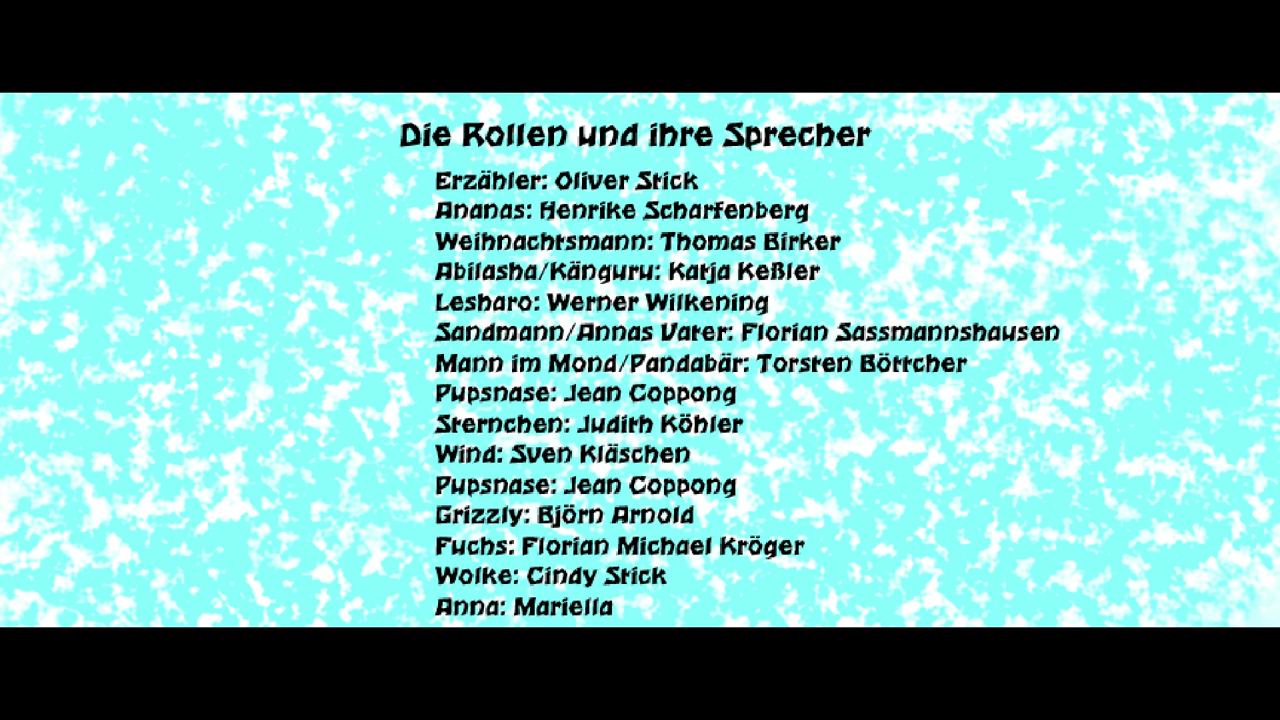 Die Rollen und ihre Sprecher
Erzähler: Oliver Stick
Ananas: Henrike Scharfenberg
Weihnachtsmann: Thomas Birker
Abilasha/Känguru: Katja Keßler
Lesharo: Werner Wilkening
Sandmann/Annas Vater: Florian Sassmannshausen
Mann im Mond/Pandabär: Torsten Böttcher
Pupsnase: Jean Coppong
Sternchen: Judith Köhler
Wind: Sven Kläschen
Pupsnase: Jean Coppong
Grizzly: Björn Arnold
Fuchs: Florian Michael Kröger
Wolke: Cindy Stick
Anna: Mariella